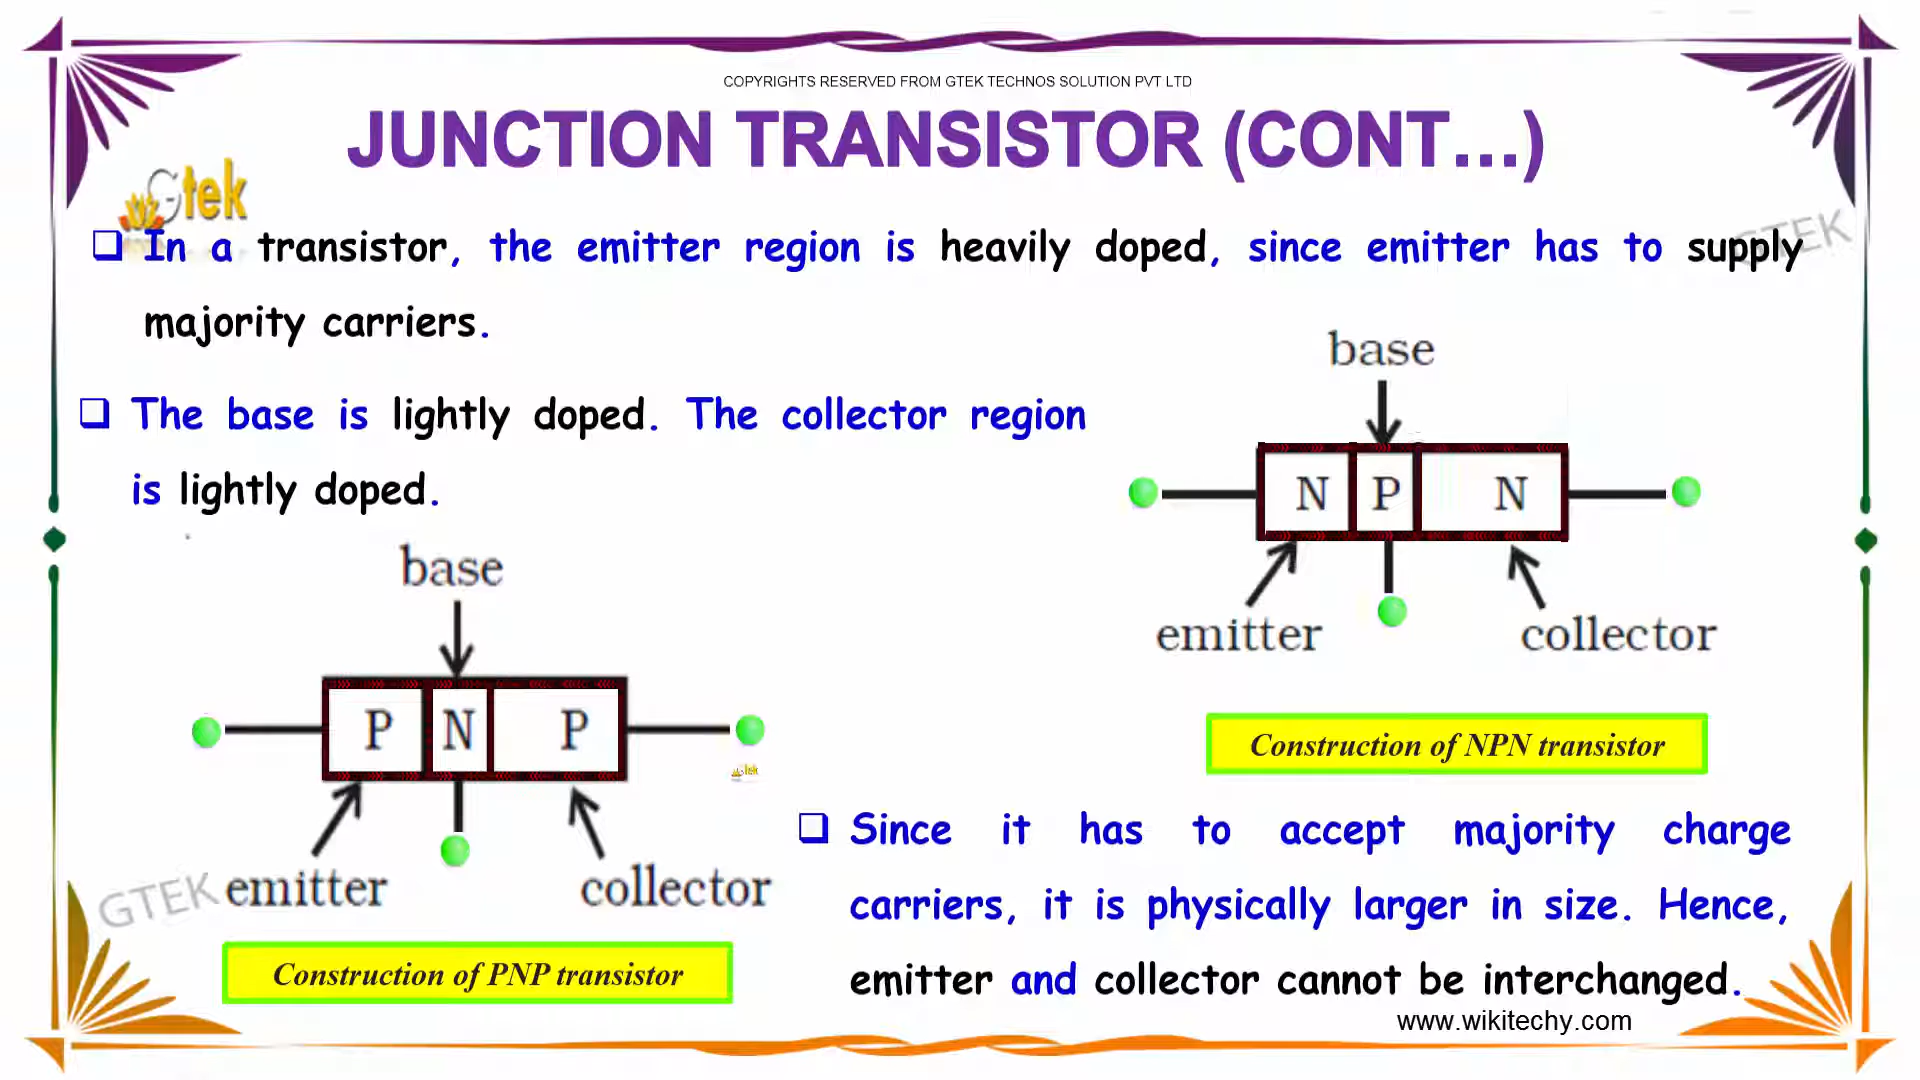 COPYRIGHTS RESERVED FROM GTEK TECHNOS SOLUTION PVT LTD
JUNCTION TRANSISTOR (CONT...)
Gtek
GTEK
In a transistor, the emitter region is heavily doped, since emitter has to supply
majority carriers.
The base is lightly doped. The collector region
is lightly doped.
base
N P N
emitter collector
Construction of NPN transistor
base
P N P
Gtek
emitter collector
GTEK
Construction of PNP transistor
Since it has to accept majority charge
carriers, it is physically larger in size. Hence,
emitter and collector cannot be interchanged.
www.wikitechy.com